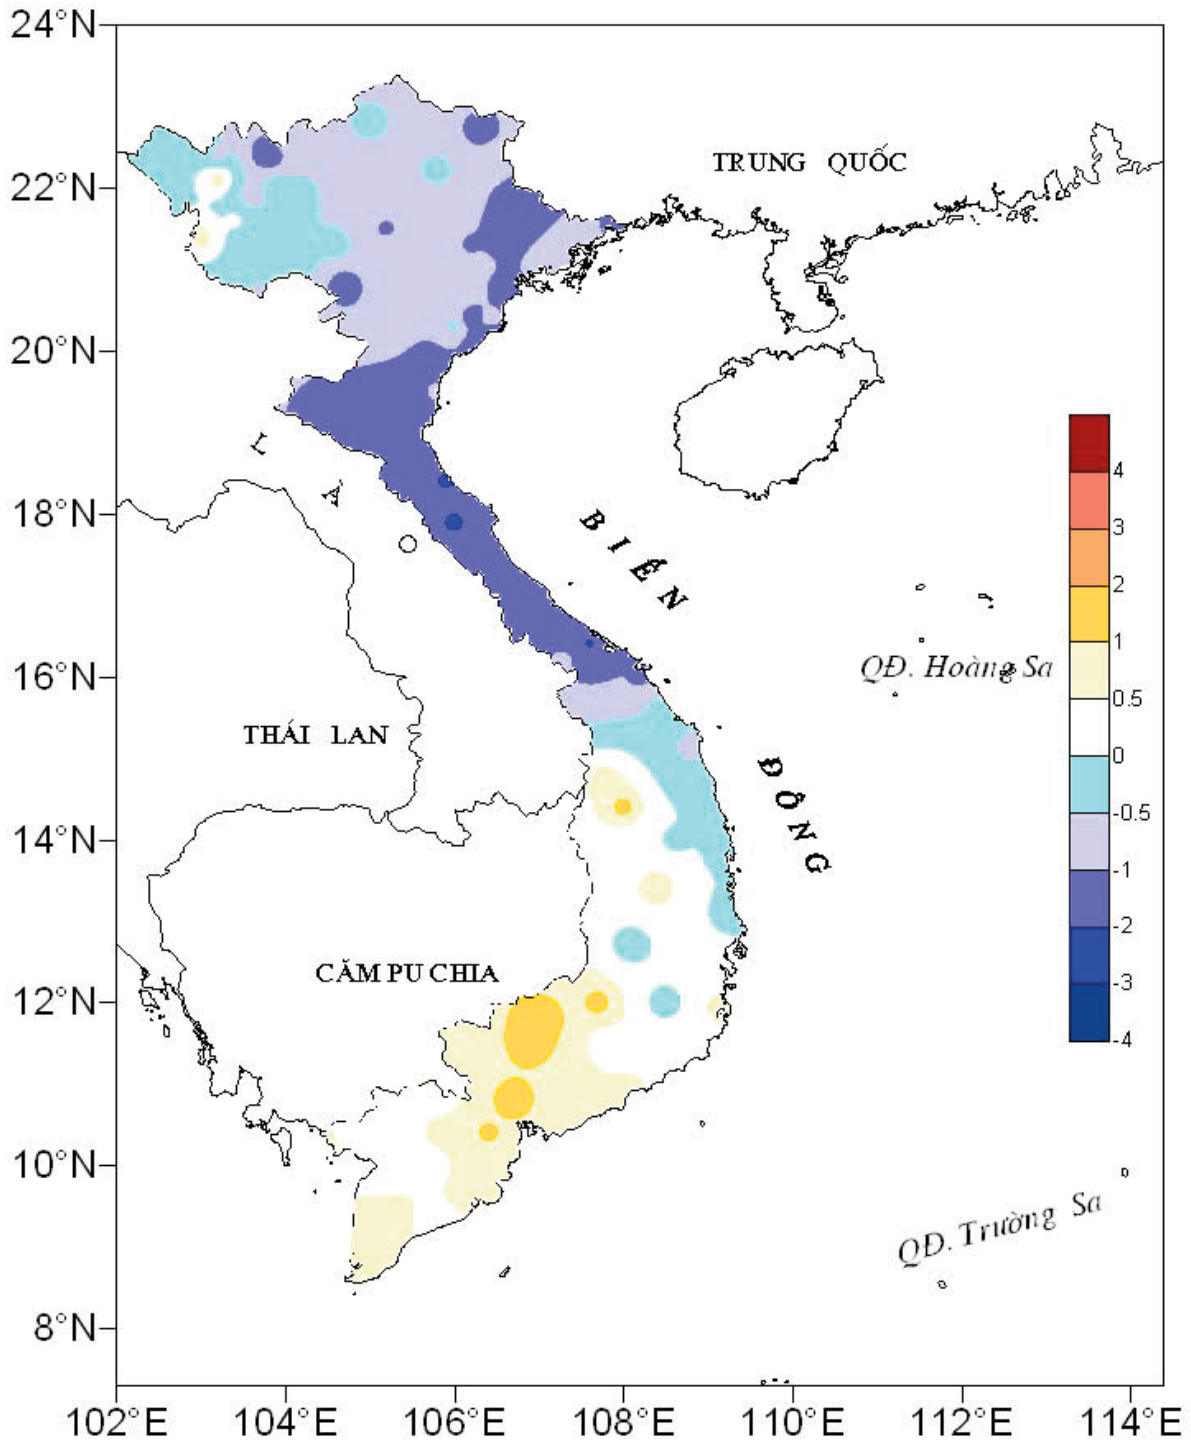 24°N
TRUNG QUỐC
22°N
20°N
L
A
O
18°N
BIỂN
16°N
QĐ. Hoàng Sa
THÁI LAN
ĐÔNG
14°N
CĂM PU CHIA
12°N
10°N
QĐ. Trường Sa
8°N
4
3
2
1
0.5
0
-0.5
-1
-2
-3
-4
102°E 104°E 106°E 108°E 110°E 112°E 114°E